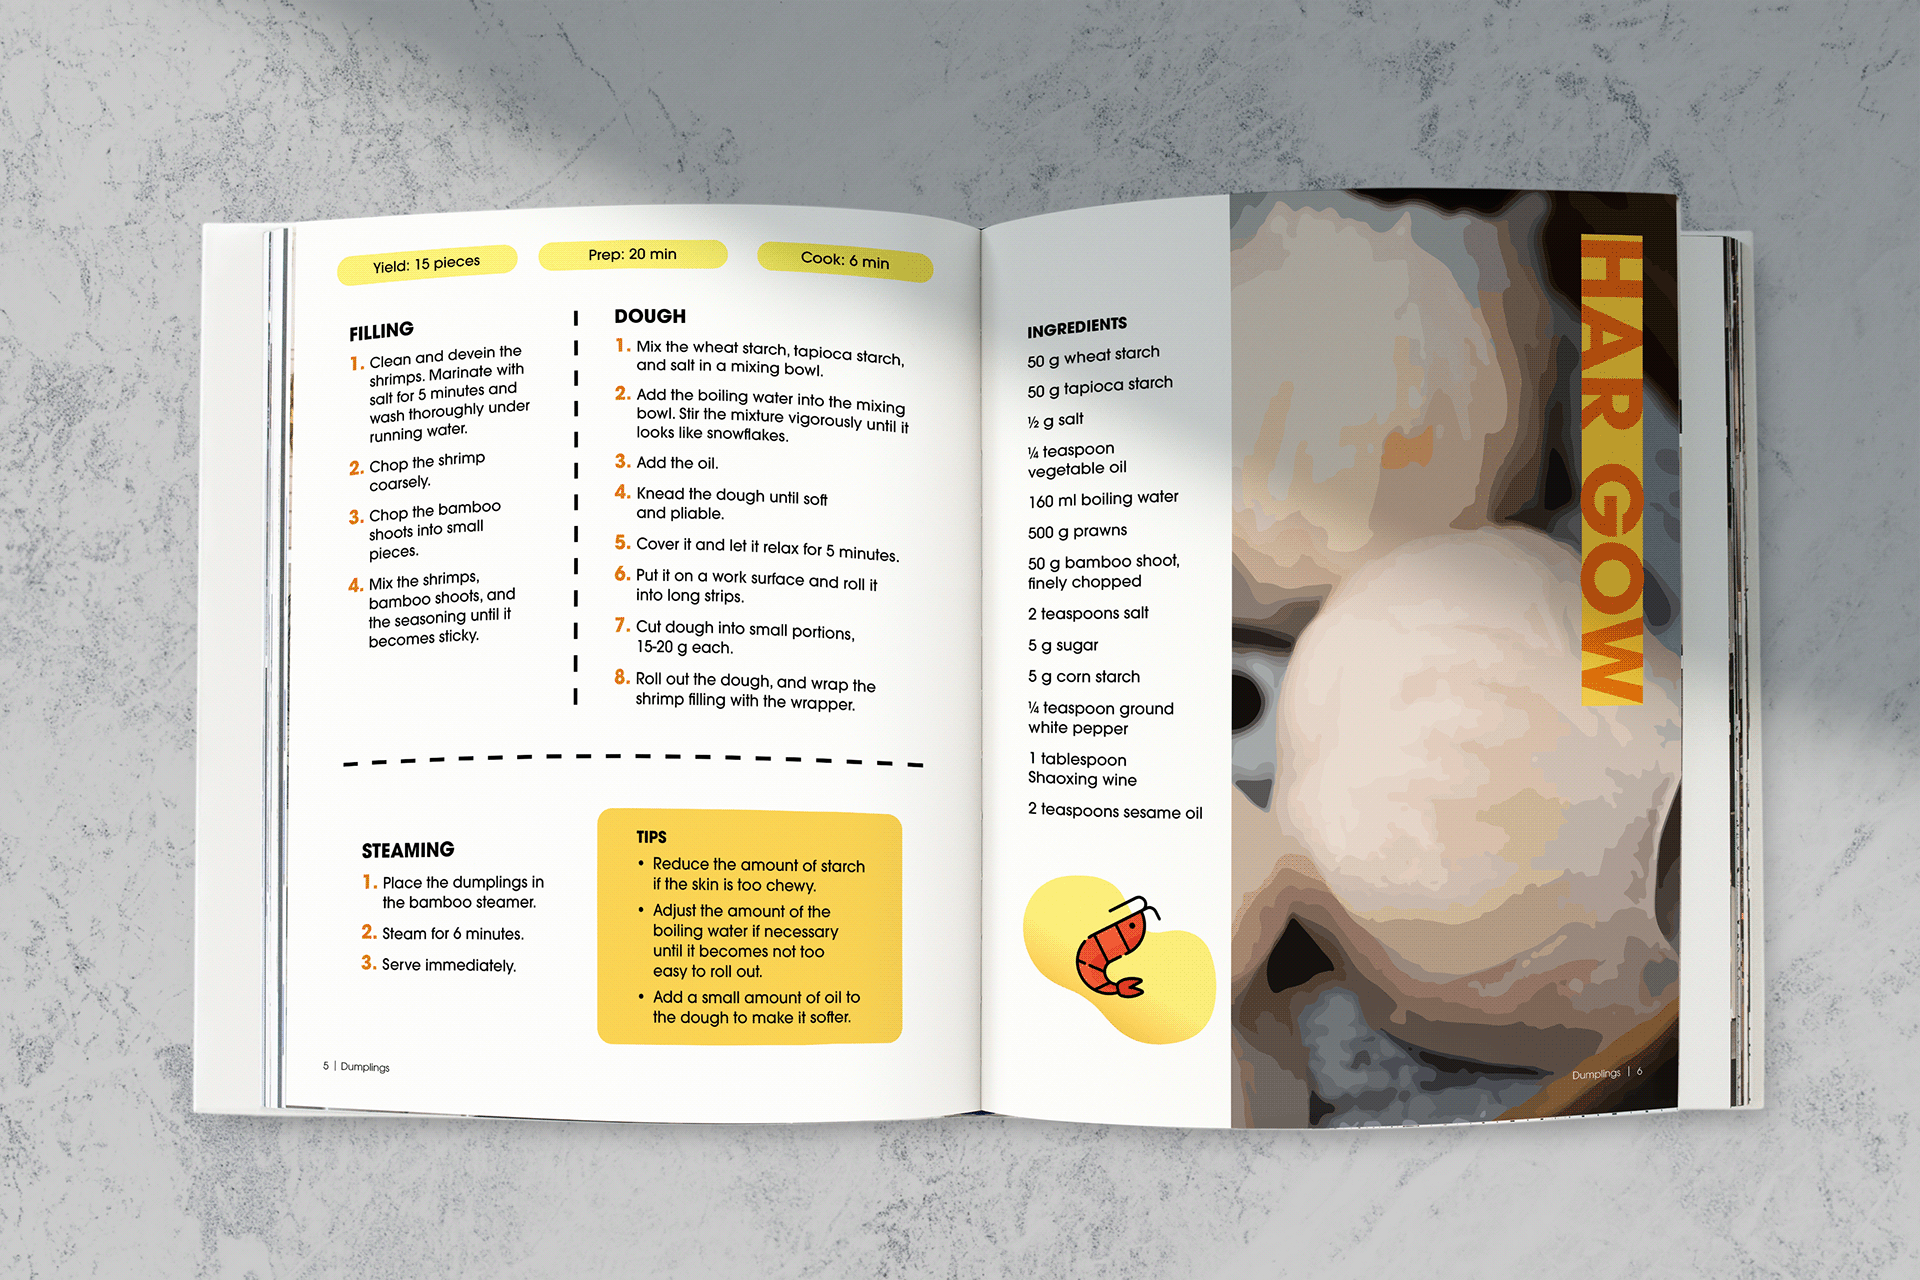 Yield: 15 pieces
Prep: 20 min
Cook: 6 min
FILLING
1. Clean and devein the
shrimps. Marinate with
salt for 5 minutes and
wash thoroughly under
running water.
2. Chop the shrimp
coarsely.
3. Chop the bamboo
shoots into small
pieces.
4. Mix the shrimps,
bamboo shoots, and
the seasoning until it
becomes sticky.
DOUGH
1. Mix the wheat starch, tapioca starch,
and salt in a mixing bowl.
2. Add the boiling water into the mixing
bowl. Stir the mixture vigorously until it
looks like snowflakes.
3. Add the oil.
4. Knead the dough until soft
and pliable.
5. Cover it and let it relax for 5 minutes.
6. Put it on a work surface and roll it
into long strips.
7. Cut dough into small portions,
15-20 g each.
8. Roll out the dough, and wrap the
shrimp filling with the wrapper.
STEAMING
1. Place the dumplings in
the bamboo steamer.
2. Steam for 6 minutes.
3. Serve immediately.
TIPS
• Reduce the amount of starch
if the skin is too chewy.
• Adjust the amount of the
boiling water if necessary
until it becomes not too
easy to roll out.
• Add a small amount of oil to
the dough to make it softer.
5 | Dumplings
INGREDIENTS
50 g wheat starch
50 g tapioca starch
½ g salt
¼ teaspoon
vegetable oil
160 ml boiling water
500 g prawns
50 g bamboo shoot,
finely chopped
2 teaspoons salt
5 g sugar
5 g corn starch
¼ teaspoon ground
white pepper
1 tablespoon
Shaoxing wine
2 teaspoons sesame oil
HAR GOW
Dumplings | 6